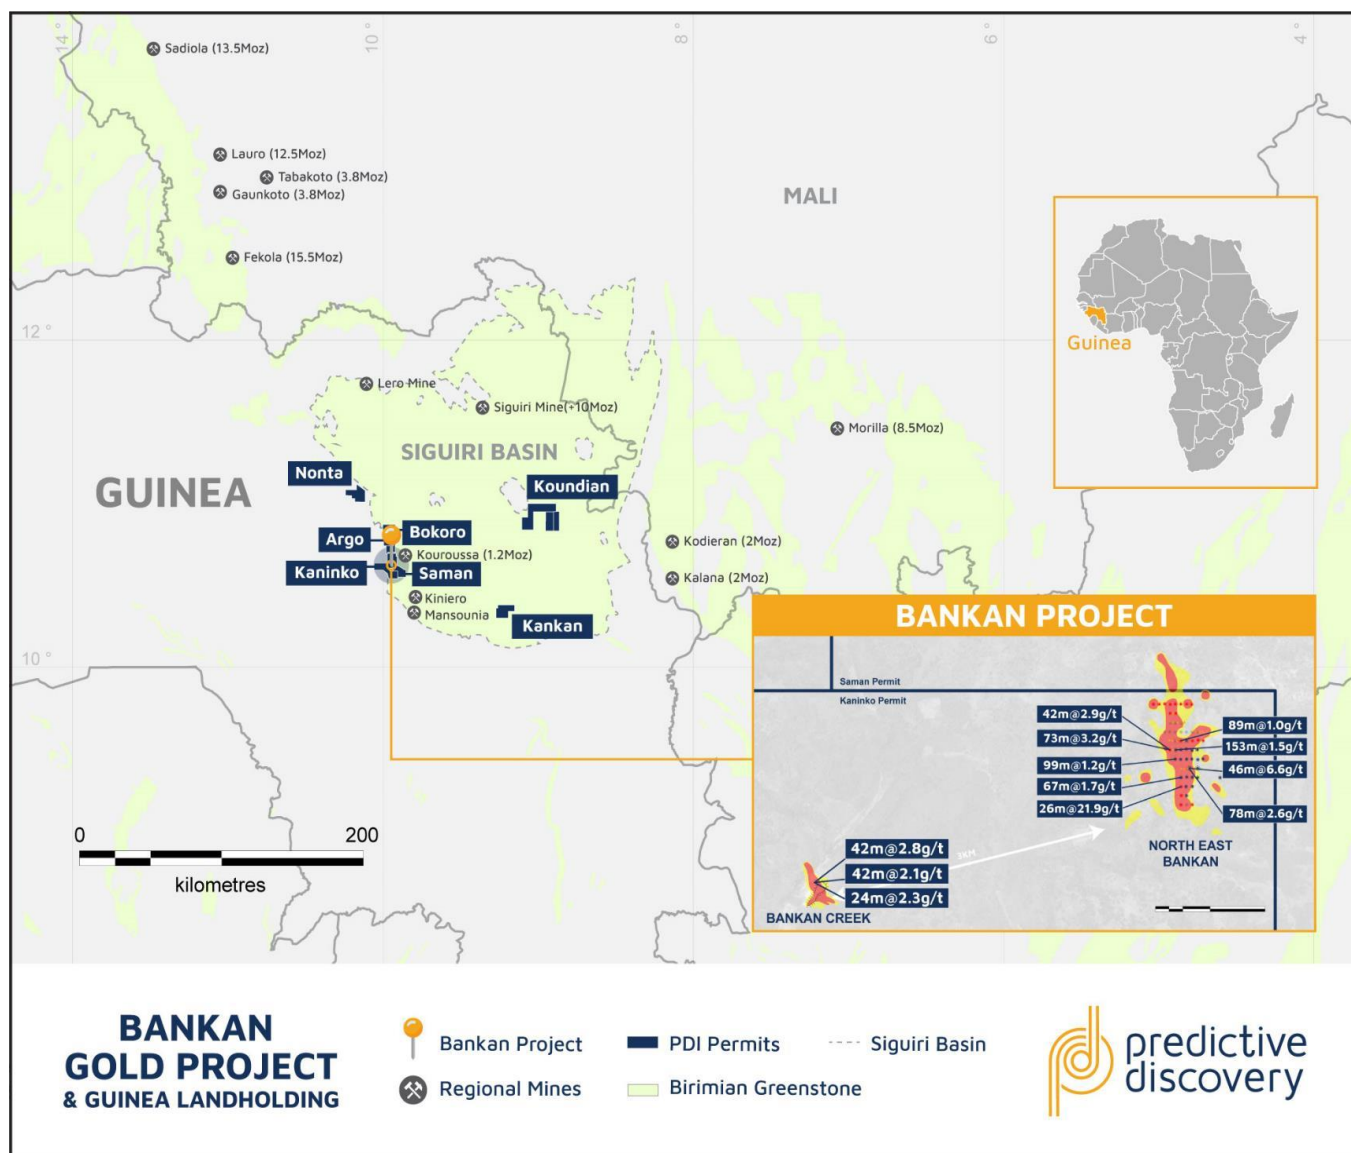 14°
10°
8°
6°
4°
Sadiola (13.5Moz)
Lauro (12.5Moz)
Tabakoto (3.8Moz)
Gaunkoto (3.8Moz)
MALI
Fekola (15.5Moz)
12°
Guinea
Lero Mine
Siguiri Mine(+10Moz)
Morilla (8.5Moz)
SIGUIRI BASIN
Nonta
GUINEA
Koundian
Bokoro
Argo
Kouroussa (1.2Moz)
Kodieran (2Moz)
Kaninko
Saman
Kalana (2Moz)
Kiniero
Mansounia
Kankan
10°
BANKAN PROJECT
Saman Permit
Kaninko Permit
42m@2.9g/t
89m@1.0g/t
73m@3.2g/t
153m@1.5g/t
99m@1.2g/t
46m@6.6g/t
67m@1.7g/t
26m@21.9g/t
78m@2.6g/t
NORTH EAST
BANKAN
3KM
42m@2.8g/t
42m@2.1g/t
24m@2.3g/t
BANKAN CREEK
0
200
kilometres
BANKAN
GOLD PROJECT
& GUINEA LANDHOLDING
Bankan Project
PDI Permits
Siguiri Basin
Regional Mines
Birimian Greenstone
predictive
discovery